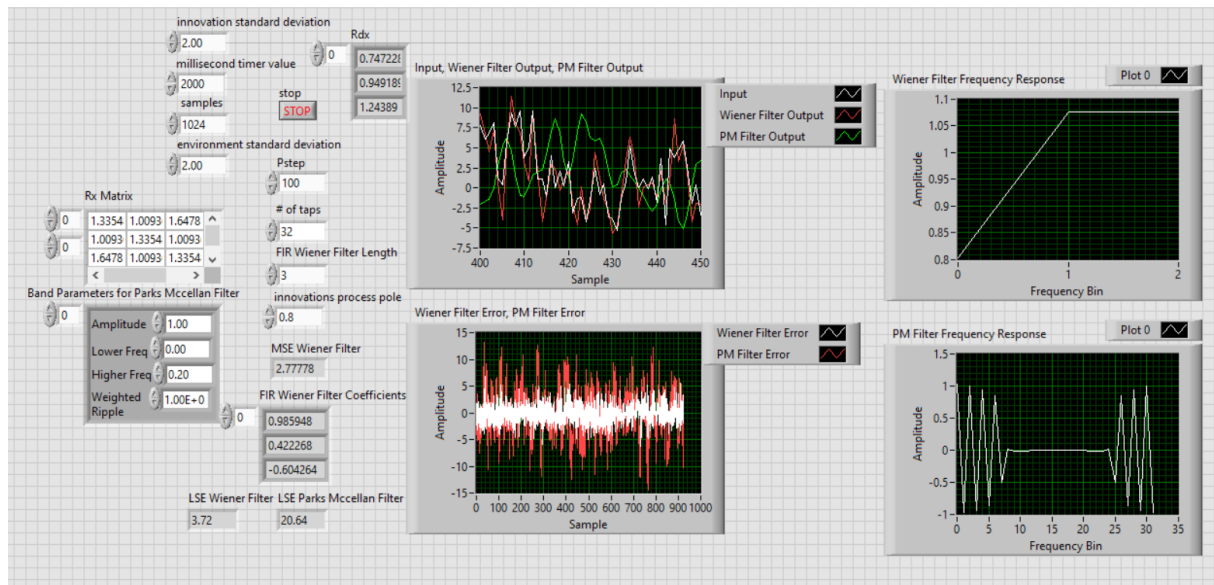 innovation standard deviation
2.00
millisecond timer value
2000
samples
1024
environment standard deviation
2.00
stop
STOP
Rdx
0
0.747228
0.949189
1.24389
Pstep
100
# of taps
32
FIR Wiener Filter Length
3
innovations process pole
0.8
Rx Matrix
0
0
1.3354 1.0093 1.6478
1.0093 1.3354 1.0093
1.6478 1.0093 1.3354
Band Parameters for Parks Mccellan Filter
0
Amplitude 1.00
Lower Freq 0.00
Higher Freq 0.20
Weighted
Ripple
1.00E+0
MSE Wiener Filter
2.77778
FIR Wiener Filter Coefficients
0
0.985948
0.422268
-0.604264
LSE Wiener Filter LSE Parks Mccellan Filter
3.72 20.64
Input, Wiener Filter Output, PM Filter Output
Input
Wiener Filter Output
PM Filter Output
Amplitude
12.5
10
7.5
5
2.5
0
-2.5
-5
-7.5
400 410 420 430 440 450
Sample
Wiener Filter Error, PM Filter Error
Wiener Filter Error
PM Filter Error
Amplitude
15
10
5
0
-5
-10
-15
0 100 200 300 400 500 600 700 800 900 1000
Sample
Wiener Filter Frequency Response
Plot 0
Amplitude
1.1
1.05
1
0.95
0.9
0.85
0.8
0 1 2
Frequency Bin
PM Filter Frequency Response
Plot 0
Amplitude
1.5
1
0.5
0
-0.5
-1
0 5 10 15 20 25 30 35
Frequency Bin